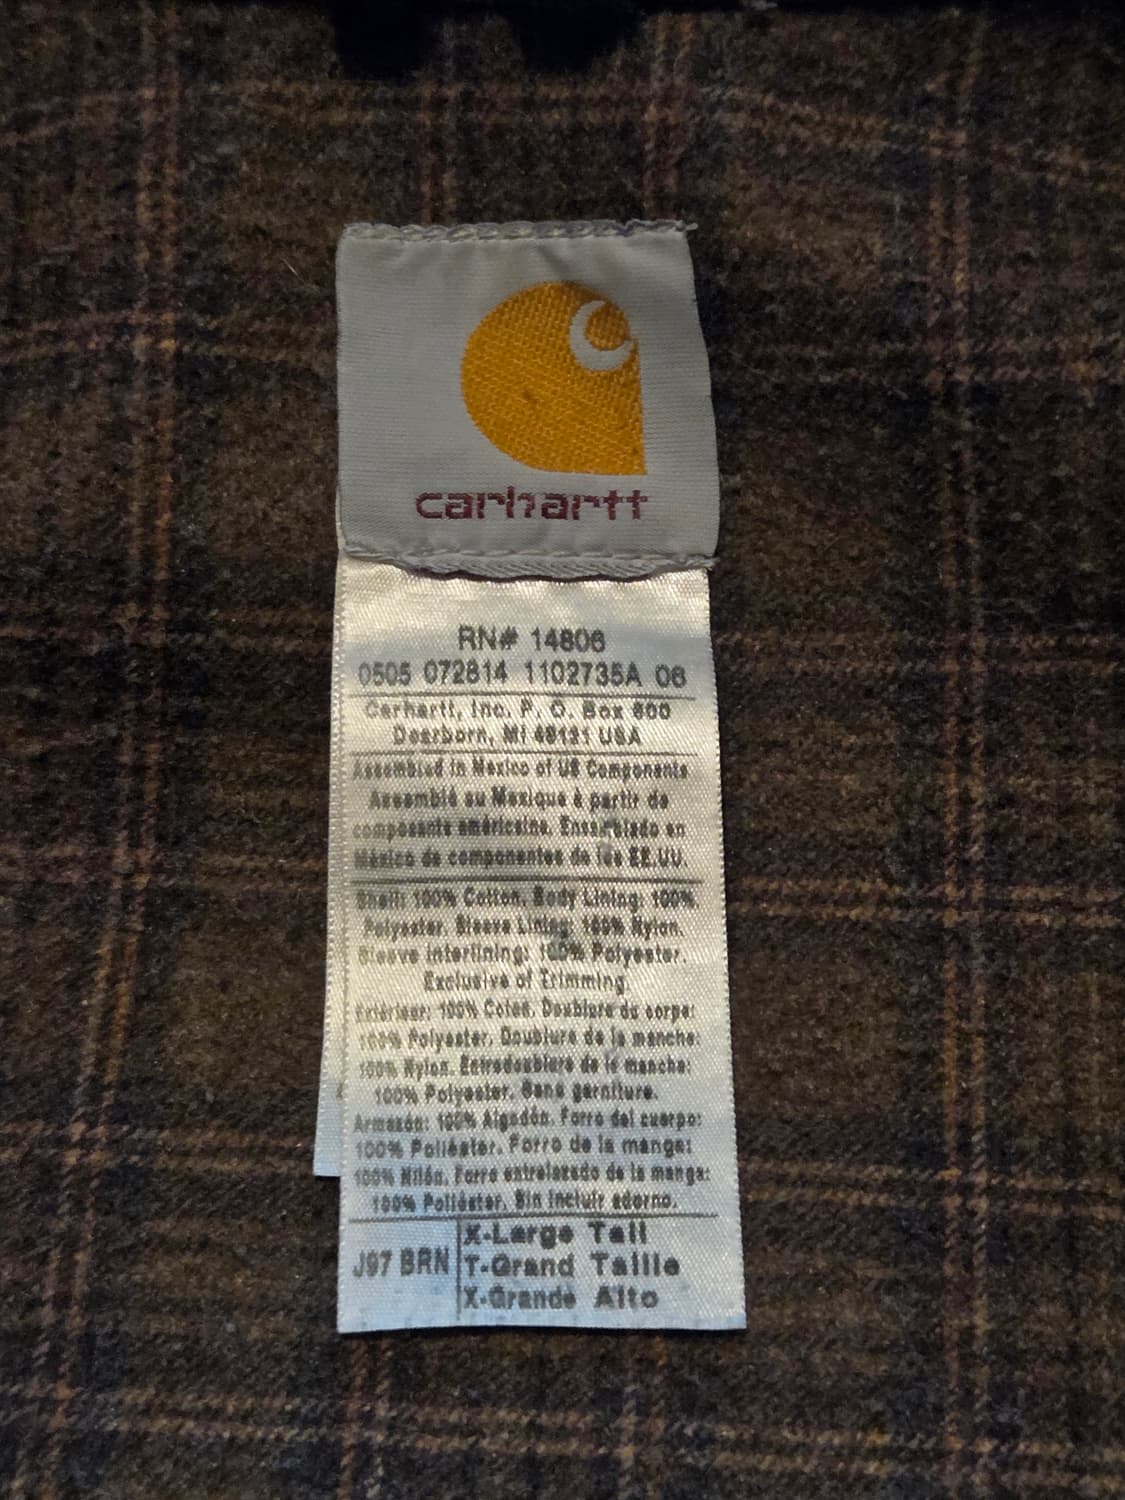 carhartt
RN# 14806
0505 072814 1102735A 06
Carhartt, Inc. P. O. Box 600
Dearborn, MI 48121 USA
Assembled in Mexico of US Components
Assemblé au Mexique à partir de
composants américains. Ensamblado en
México de componentes de los EE.UU.
Shell: 100% Cotton. Body Lining: 100%
Polyester. Sleeve Lining: 100% Nylon.
Sleeve interlining: 100% Polyester.
Exclusive of Trimming.
Extérieur: 100% Coton. Doublure du corps:
100% Polyester. Doublure de la manche:
100% Nylon. Entredoublure de la manche:
100% Polyester. Sans garniture.
Armazón: 100% Algodón. Forro del cuerpo:
100% Poliéster. Forro de la manga:
100% Nilón. Forro entrelazado de la manga:
100% Poliéster. Sin incluir adorno.
J97 BRN
X-Large Tall
T-Grand Taille
X-Grande Alto